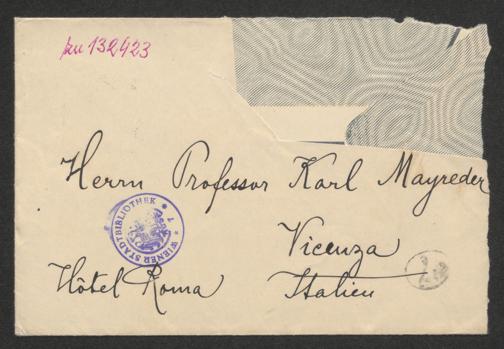 ku 132423
Herrn Professor Karl Mayreder
Vicenza
Hôtel Roma Italien
* WIENER STADTBIBLIOTHEK *